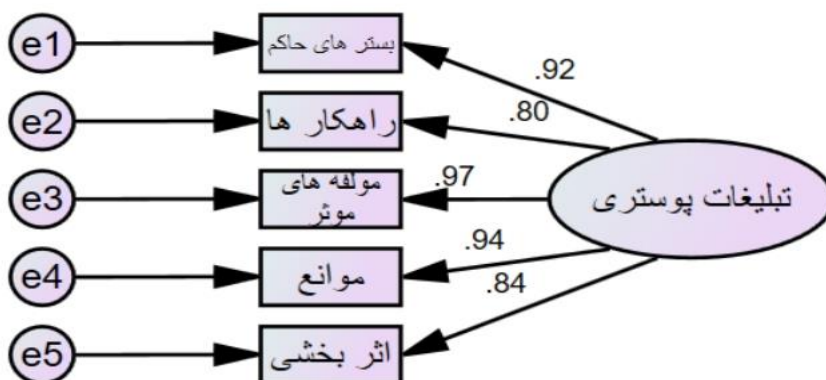 e1
بستر های حاکم
.92
e2
راهکار ها
.80
e3
مولفه های
موثر
.97
تبلیغات پوستری
e4
موانع
.94
e5
اثر بخشی
.84